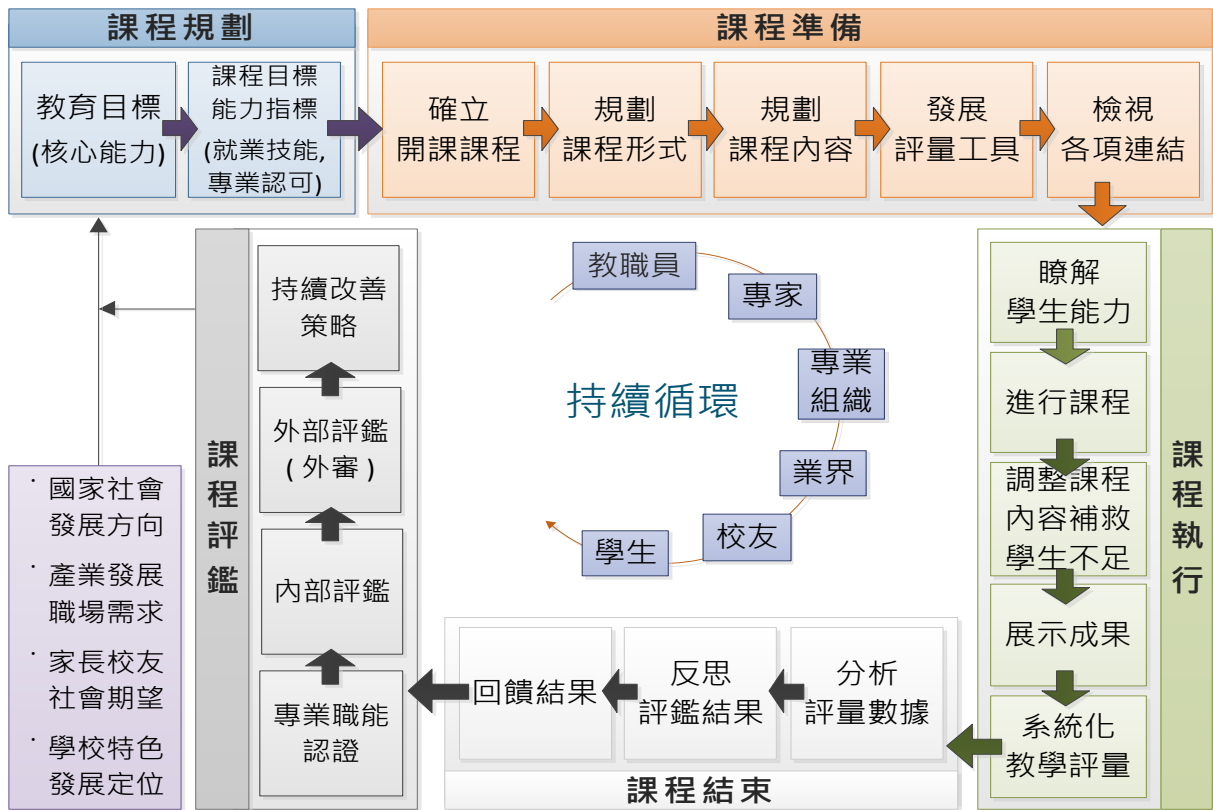 課程規劃
教育目標
(核心能力)
課程目標
能力指標
(就業技能,
專業認可)
課程準備
確立
開課課程
規劃
課程形式
規劃
課程內容
發展
評量工具
檢視
各項連結
課程執行
瞭解
學生能力
進行課程
調整課程
內容補救
學生不足
展示成果
系統化
教學評量
課程結束
分析
評量數據
反思
評鑑結果
回饋結果
課程評鑑
專業職能
認證
內部評鑑
外部評鑑
(外審)
持續改善
策略
˙國家社會
發展方向
˙產業發展
職場需求
˙家長校友
社會期望
˙學校特色
發展定位
持續循環
教職員
專家
專業
組織
業界
校友
學生